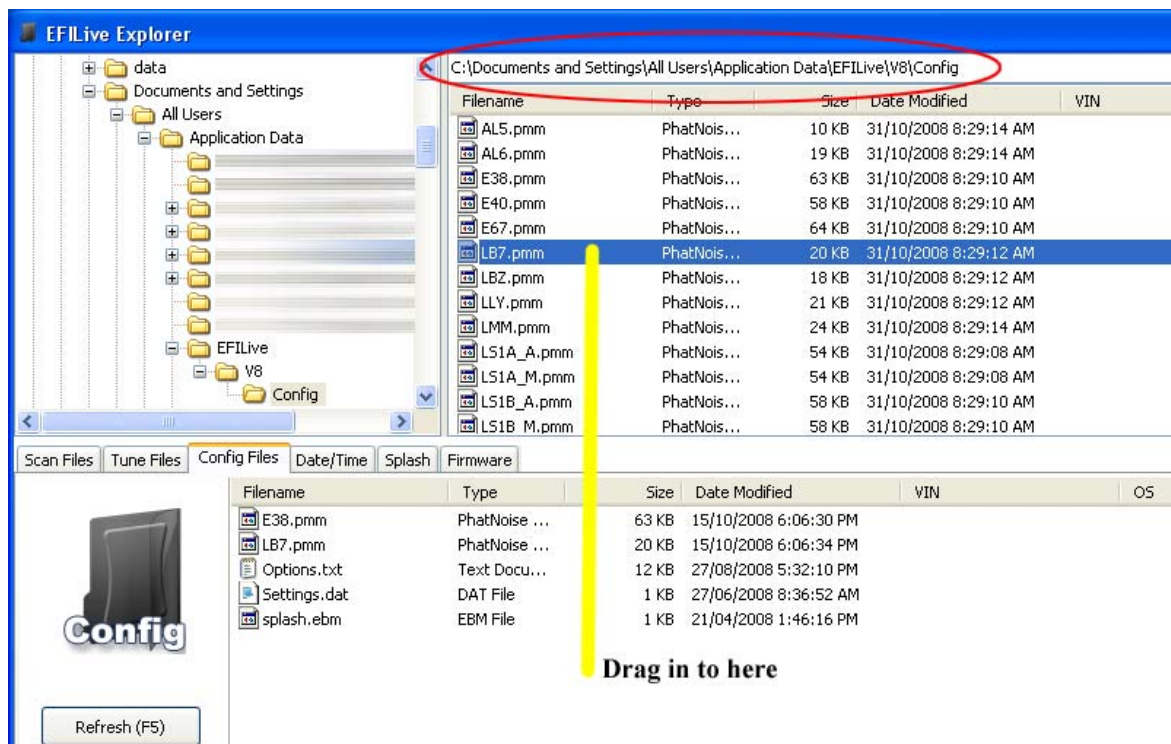 EFILive Explorer
data
Documents and Settings
All Users
Application Data
EFILive
V8
Config
C:\Documents and Settings\All Users\Application Data\EFILive\V8\Config
Filename Type Size Date Modified VIN
AL5.pmm PhatNois... 10 KB 31/10/2008 8:29:14 AM
AL6.pmm PhatNois... 19 KB 31/10/2008 8:29:14 AM
E38.pmm PhatNois... 63 KB 31/10/2008 8:29:10 AM
E40.pmm PhatNois... 58 KB 31/10/2008 8:29:10 AM
E67.pmm PhatNois... 64 KB 31/10/2008 8:29:10 AM
LB7.pmm PhatNois... 20 KB 31/10/2008 8:29:12 AM
LBZ.pmm PhatNois... 18 KB 31/10/2008 8:29:12 AM
LLY.pmm PhatNois... 21 KB 31/10/2008 8:29:12 AM
LMM.pmm PhatNois... 24 KB 31/10/2008 8:29:14 AM
LS1A_A.pmm PhatNois... 54 KB 31/10/2008 8:29:08 AM
LS1A_M.pmm PhatNois... 54 KB 31/10/2008 8:29:08 AM
LS1B_A.pmm PhatNois... 58 KB 31/10/2008 8:29:10 AM
LS1B_M.pmm PhatNois... 58 KB 31/10/2008 8:29:10 AM
Scan Files Tune Files Config Files Date/Time Splash Firmware
Filename Type Size Date Modified VIN OS
E38.pmm PhatNoise ... 63 KB 15/10/2008 6:06:30 PM
LB7.pmm PhatNoise ... 20 KB 15/10/2008 6:06:34 PM
Options.txt Text Docu... 12 KB 27/08/2008 5:32:10 PM
Settings.dat DAT File 1 KB 27/06/2008 8:36:52 AM
splash.ebm EBM File 1 KB 21/04/2008 1:46:16 PM
Config
Drag in to here
Refresh (F5)